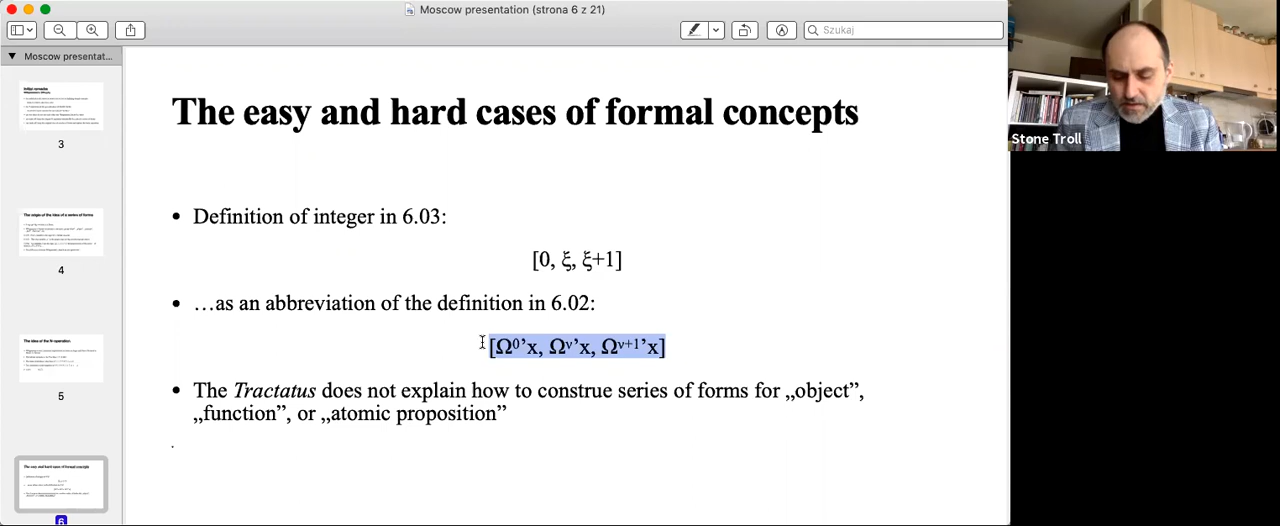 Moscow presentation (strona 6 z 21)
Szukaj
Moscow presentat...
3
4
5
6
The easy and hard cases of formal concepts
• Definition of integer in 6.03:
[0, ξ, ξ+1]
• …as an abbreviation of the definition in 6.02:
[Ω⁰’x, Ωᵛ’x, Ωᵛ⁺¹’x]
• The Tractatus does not explain how to construe series of forms for „object”,
„function”, or „atomic proposition”
.
Stone Troll